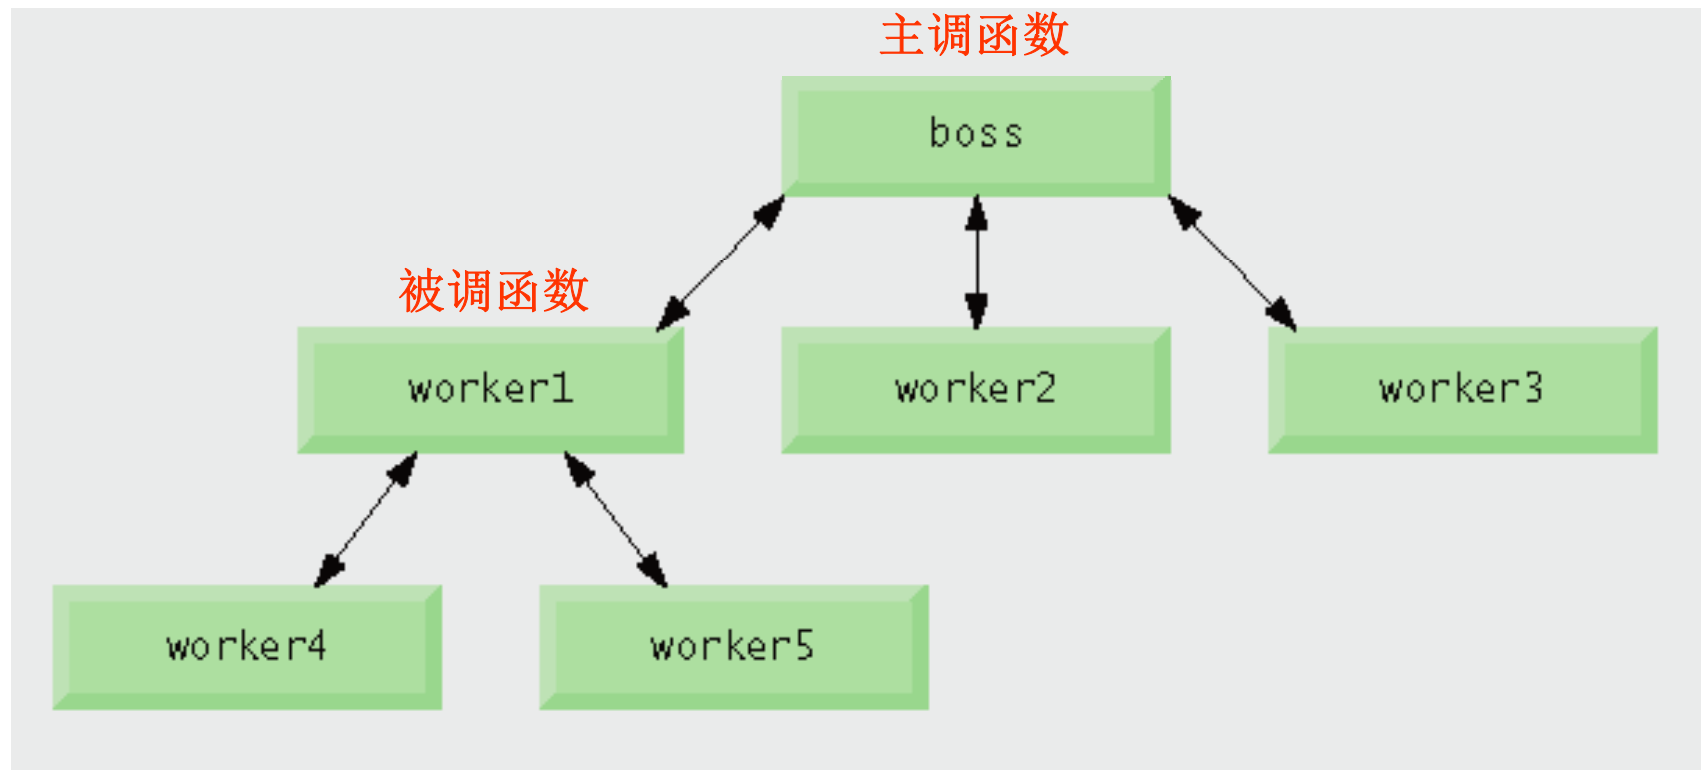 主调函数
boss
被调函数
worker1
worker2
worker3
worker4
worker5